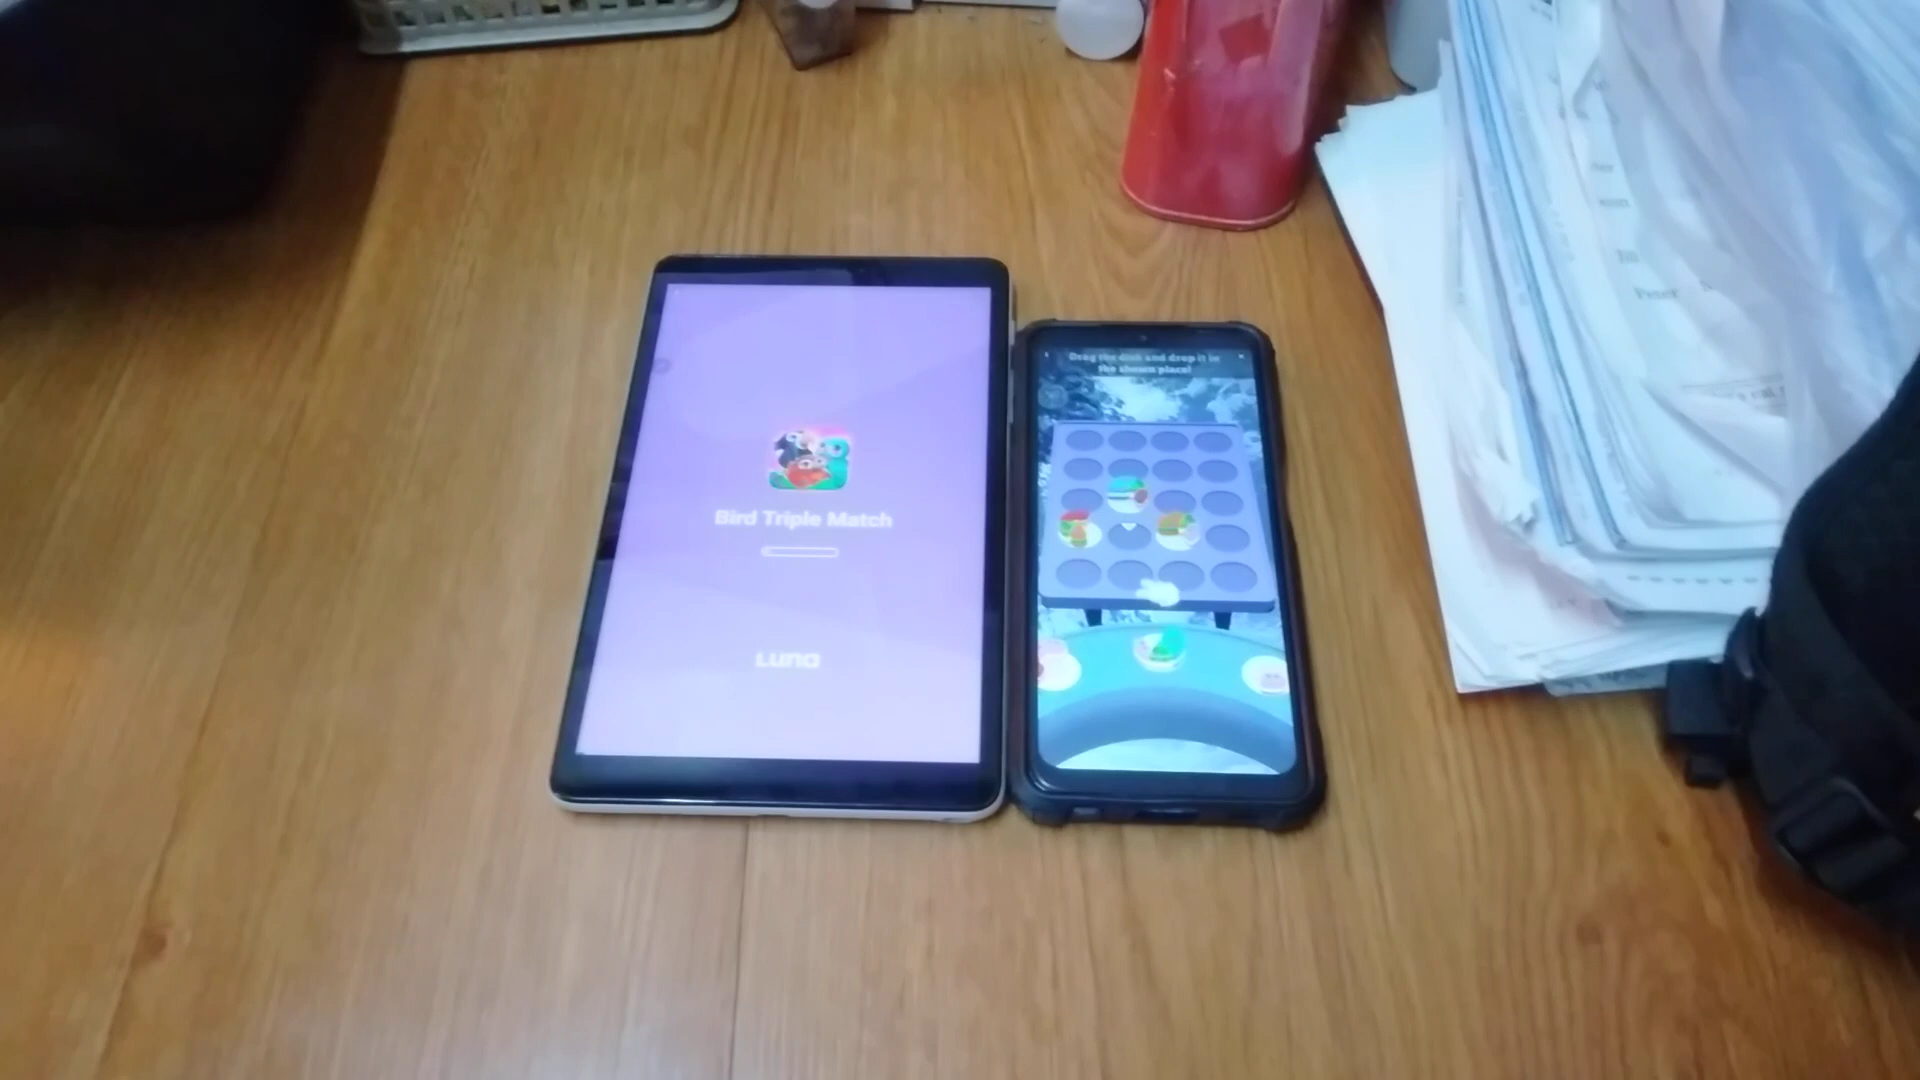 Bird Triple Match
Luna
Drag the dish and drop it in
the shown place!